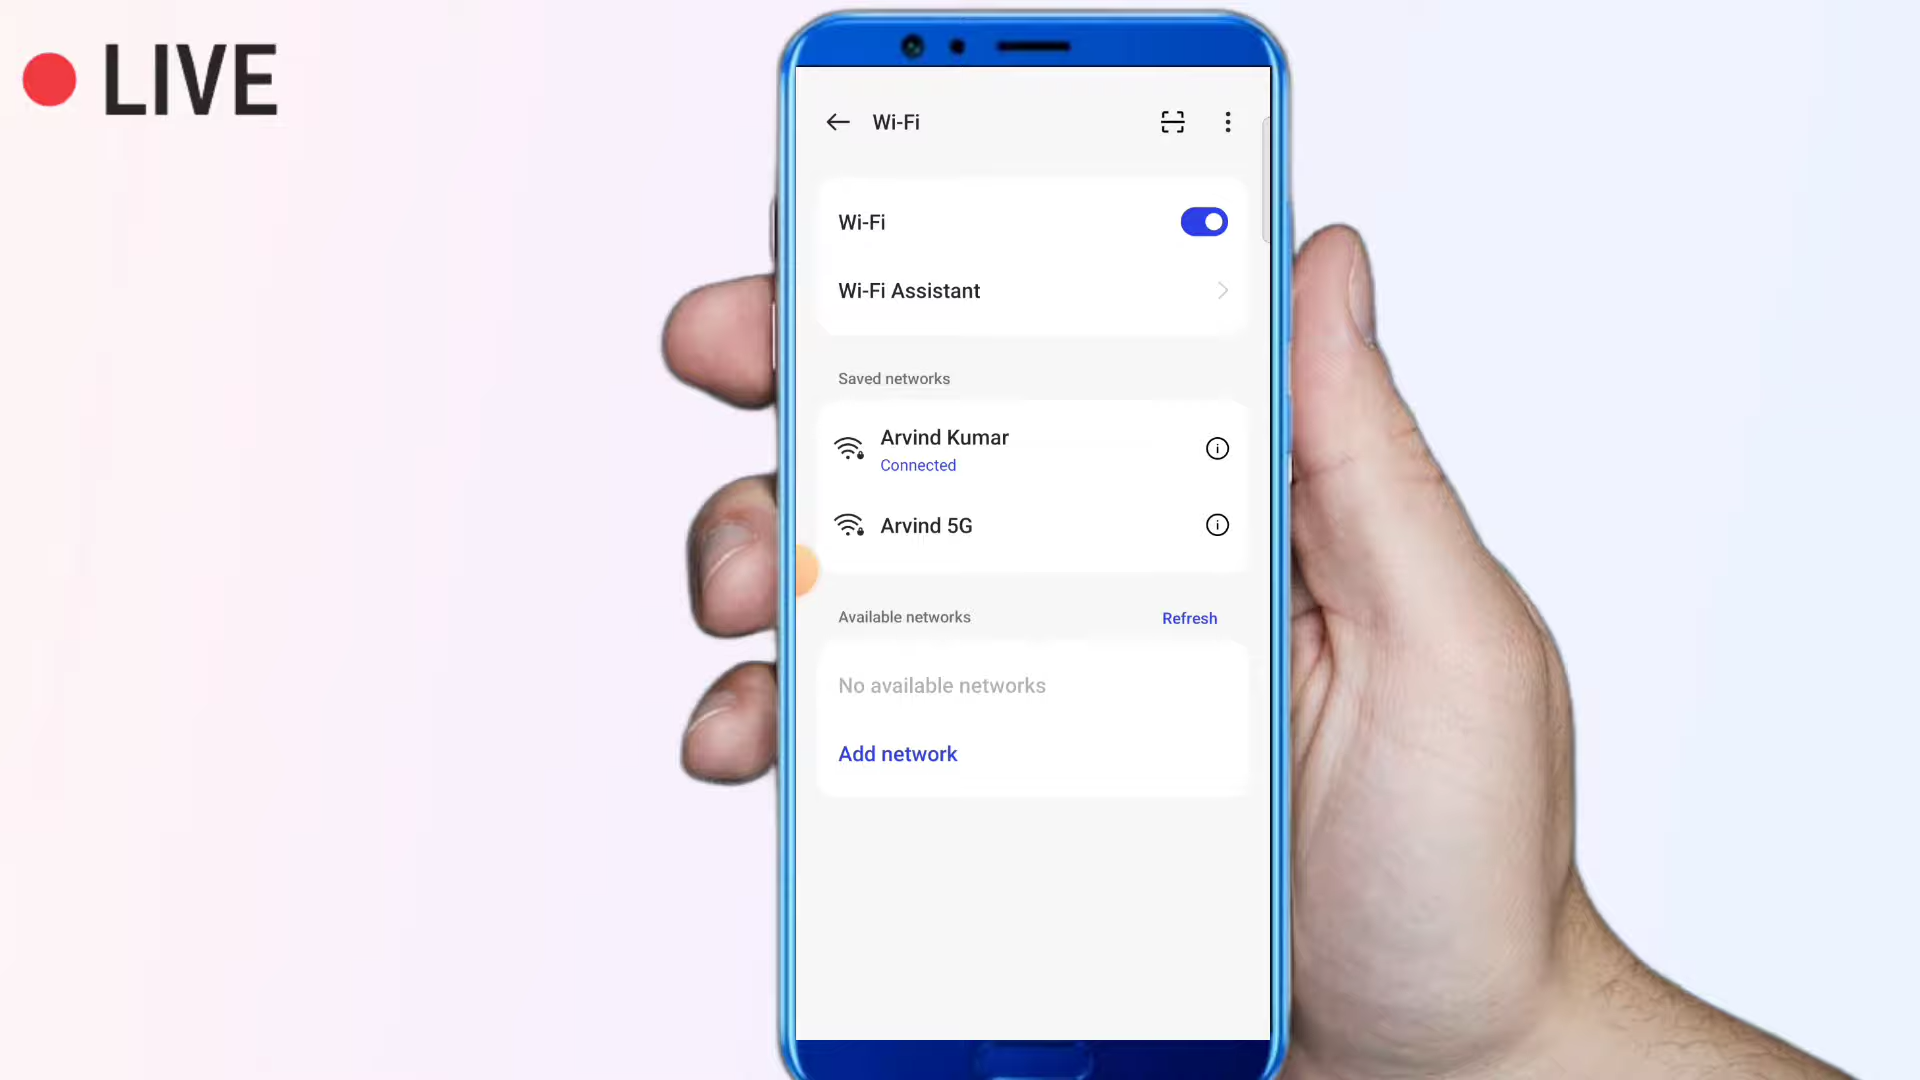 LIVE
Wi-Fi
Wi-Fi
Wi-Fi Assistant
Saved networks
Arvind Kumar
Connected
Arvind 5G
Available networks
Refresh
No available networks
Add network